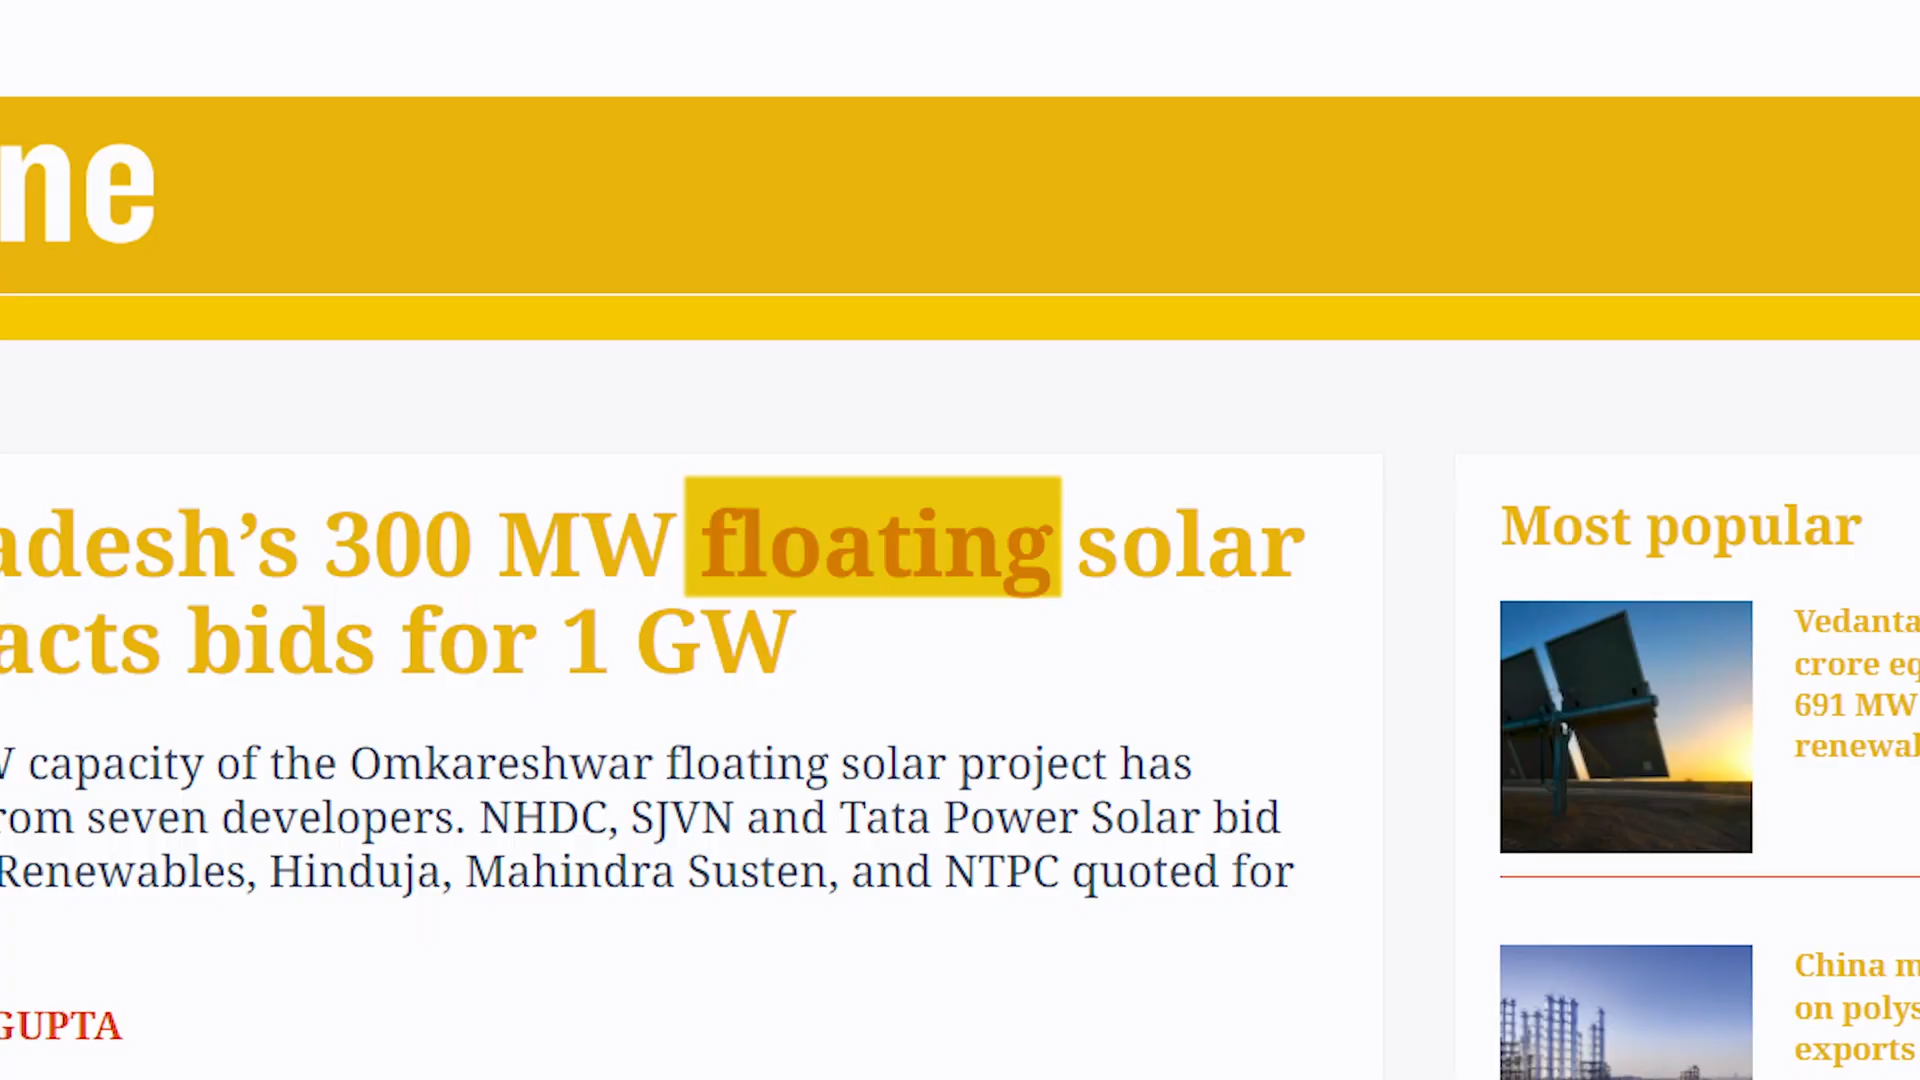 ne
adesh’s 300 MW floating solar
acts bids for 1 GW
W capacity of the Omkareshwar floating solar project has
rom seven developers. NHDC, SJVN and Tata Power Solar bid
Renewables, Hinduja, Mahindra Susten, and NTPC quoted for
GUPTA
Most popular
Vedanta
crore eq
691 MW
renewal
China m
on polys
exports